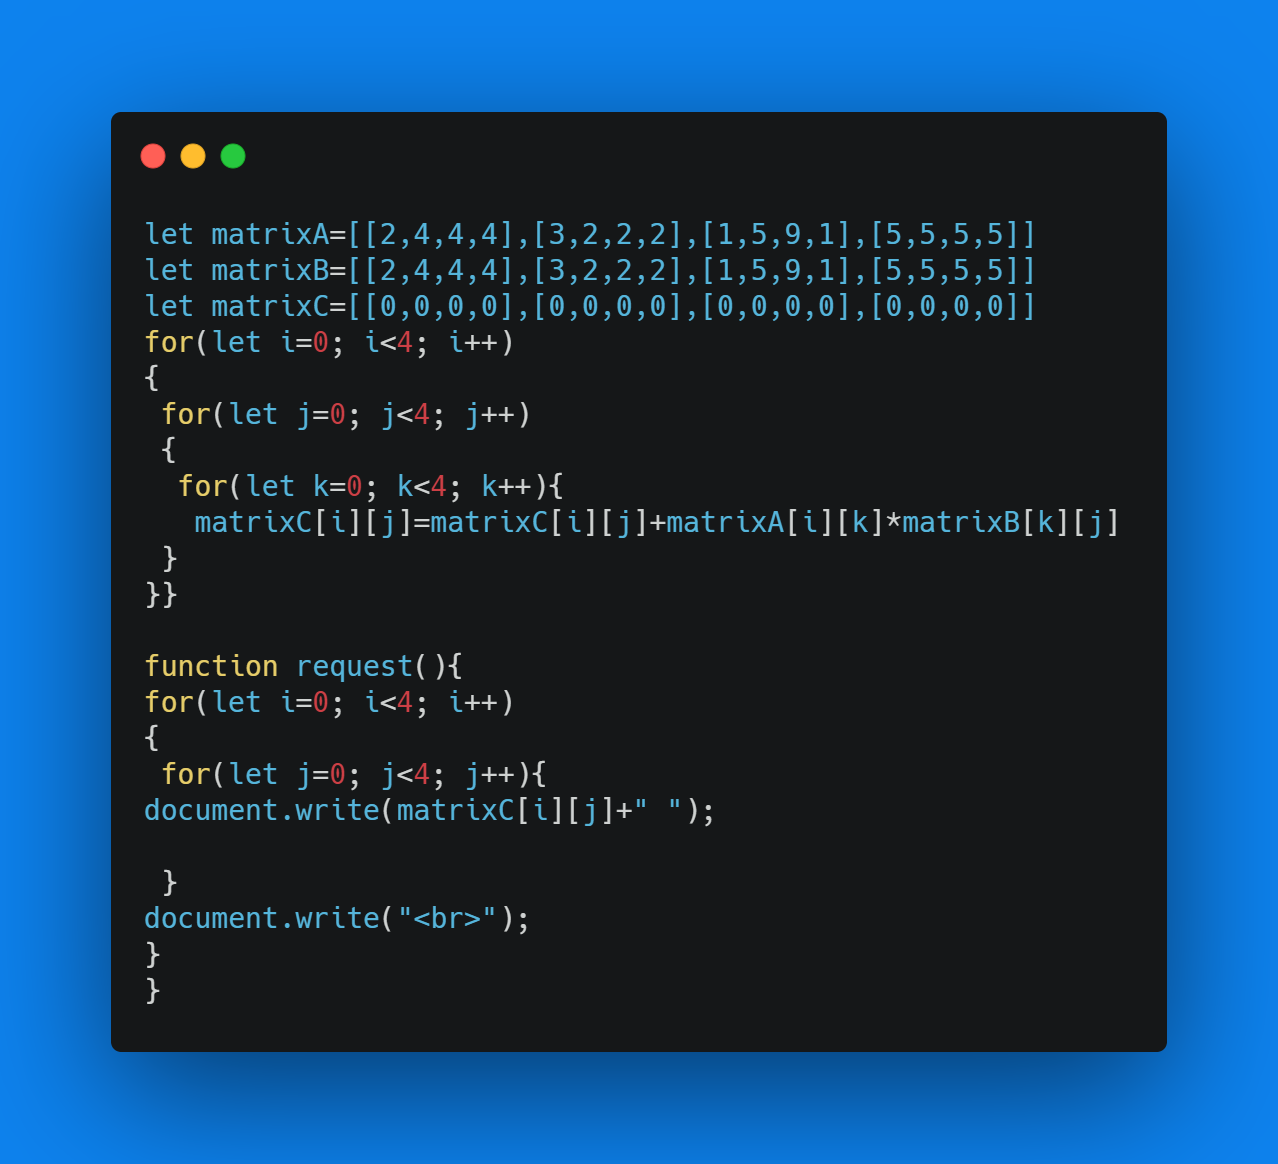 let matrixA=[[2,4,4,4],[3,2,2,2],[1,5,9,1],[5,5,5,5]]
let matrixB=[[2,4,4,4],[3,2,2,2],[1,5,9,1],[5,5,5,5]]
let matrixC=[[0,0,0,0],[0,0,0,0],[0,0,0,0],[0,0,0,0]]
for(let i=0; i<4; i++)
{
 for(let j=0; j<4; j++)
 {
  for(let k=0; k<4; k++){
   matrixC[i][j]=matrixC[i][j]+matrixA[i][k]*matrixB[k][j]
 }
}}

function request(){
for(let i=0; i<4; i++)
{
 for(let j=0; j<4; j++){
document.write(matrixC[i][j]+" ");

 }
document.write("<br>");
}
}